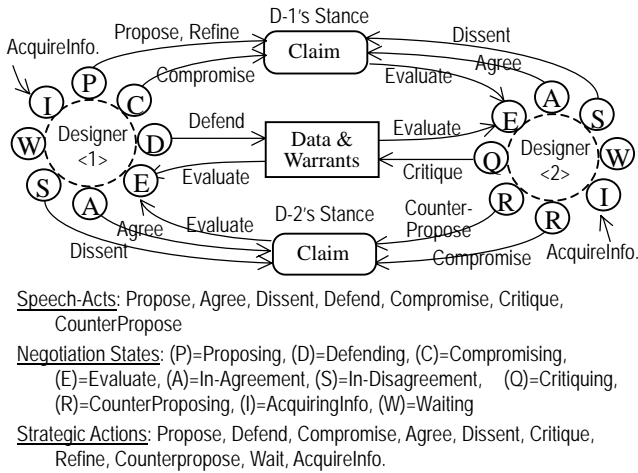 D-1's Stance
Propose, Refine
Dissent
AcquireInfo.
Claim
P
Compromise
Agree
I
C
Evaluate
A
S
E
W
Designer
<1>
D
Defend
Data &
Warrants
Evaluate
Q
Designer
<2>
W
Critique
S
E
Evaluate
A
D-2's Stance
Counter-
Propose
R
R
I
Agree
Evaluate
Dissent
Claim
Compromise
AcquireInfo.
Speech-Acts: Propose, Agree, Dissent, Defend, Compromise, Critique,
CounterPropose
Negotiation States: (P)=Proposing, (D)=Defending, (C)=Compromising,
(E)=Evaluate, (A)=In-Agreement, (S)=In-Disagreement, (Q)=Critiquing,
(R)=CounterProposing, (I)=AcquiringInfo, (W)=Waiting
Strategic Actions: Propose, Defend, Compromise, Agree, Dissent, Critique,
Refine, Counterpropose, Wait, AcquireInfo.